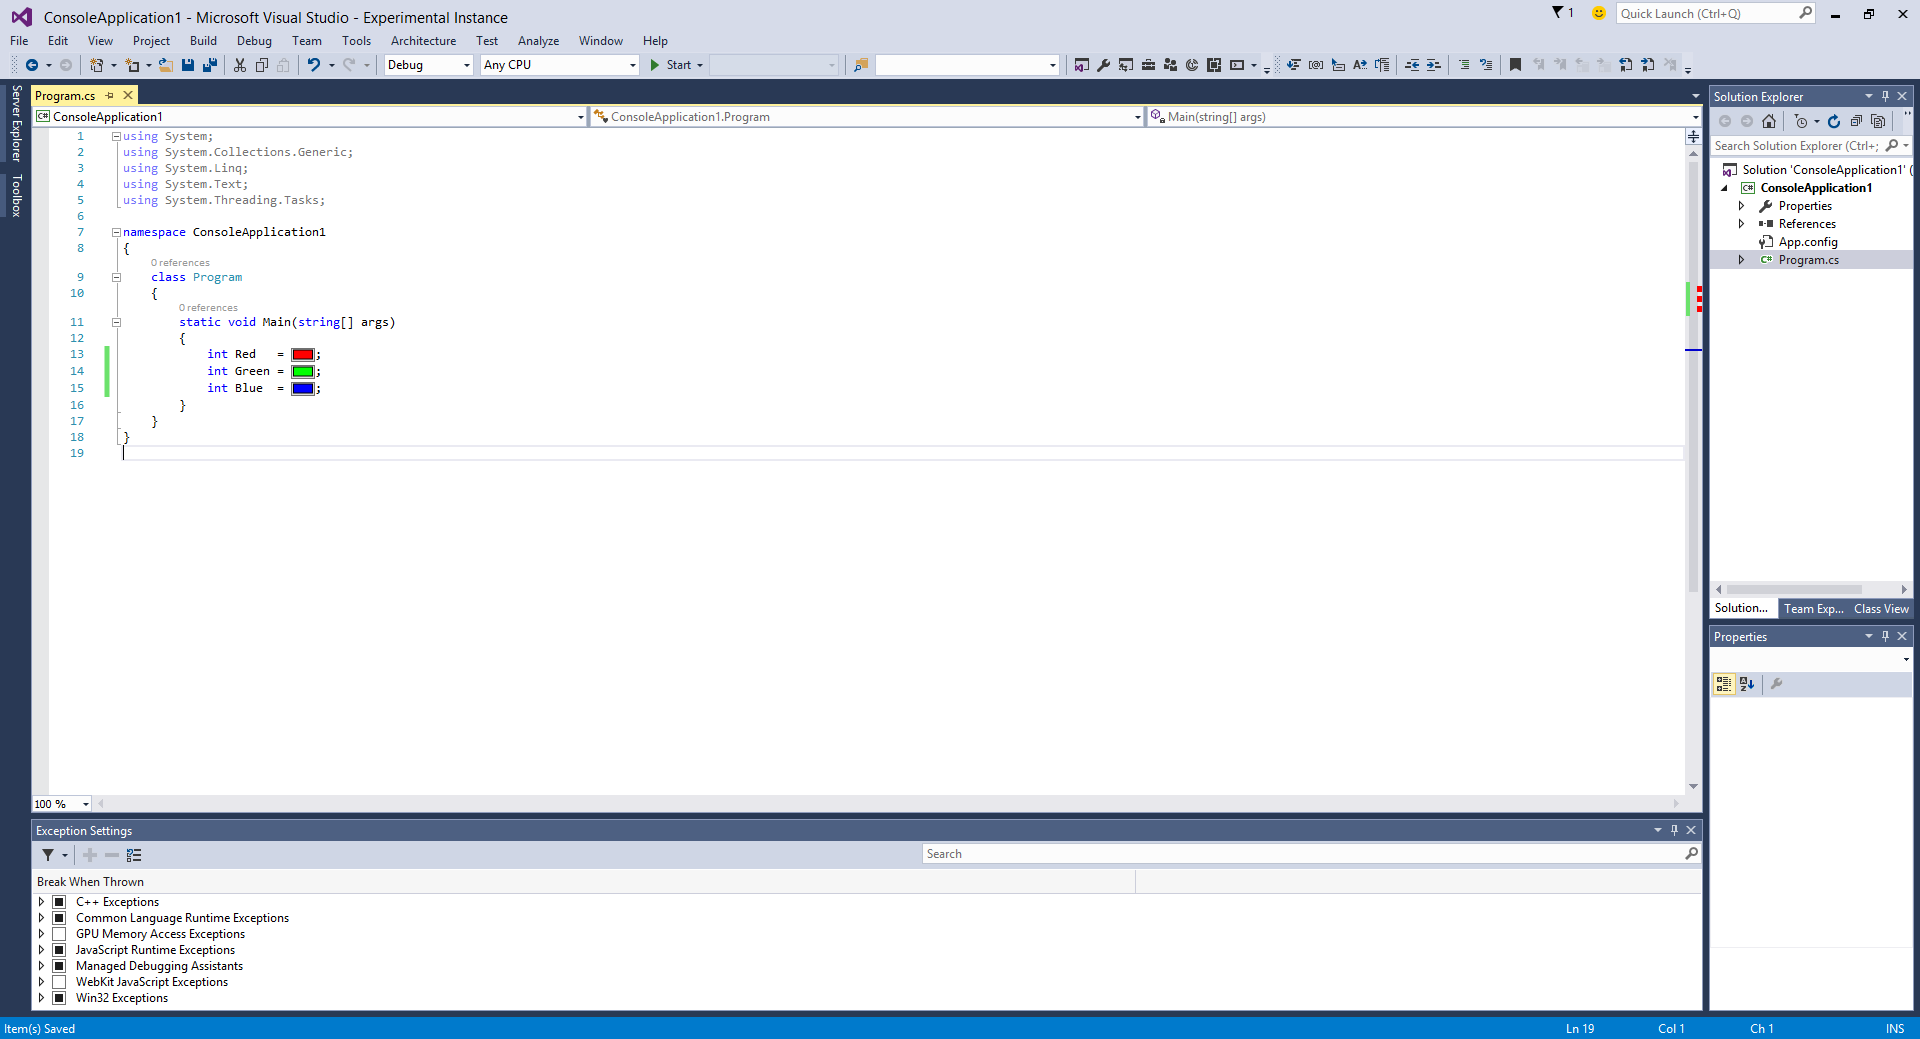 ConsoleApplication1 - Microsoft Visual Studio - Experimental Instance
1
Quick Launch (Ctrl+Q)
File Edit View Project Build Debug Team Tools Architecture Test Analyze Window Help
Debug Any CPU Start
Server Explorer
Toolbox
Program.cs
ConsoleApplication1 ConsoleApplication1.Program Main(string[] args)
1 using System;
2 using System.Collections.Generic;
3 using System.Linq;
4 using System.Text;
5 using System.Threading.Tasks;
6
7 namespace ConsoleApplication1
8 {
0 references
9 class Program
10 {
0 references
11 static void Main(string[] args)
12 {
13 int Red = ;
14 int Green = ;
15 int Blue = ;
16 }
17 }
18 }
19
100 %
Solution Explorer
Search Solution Explorer (Ctrl+;
Solution 'ConsoleApplication1' (
ConsoleApplication1
Properties
References
App.config
Program.cs
Solution... Team Exp... Class View
Properties
Exception Settings
Search
Break When Thrown
C++ Exceptions
Common Language Runtime Exceptions
GPU Memory Access Exceptions
JavaScript Runtime Exceptions
Managed Debugging Assistants
WebKit JavaScript Exceptions
Win32 Exceptions
Item(s) Saved Ln 19 Col 1 Ch 1 INS